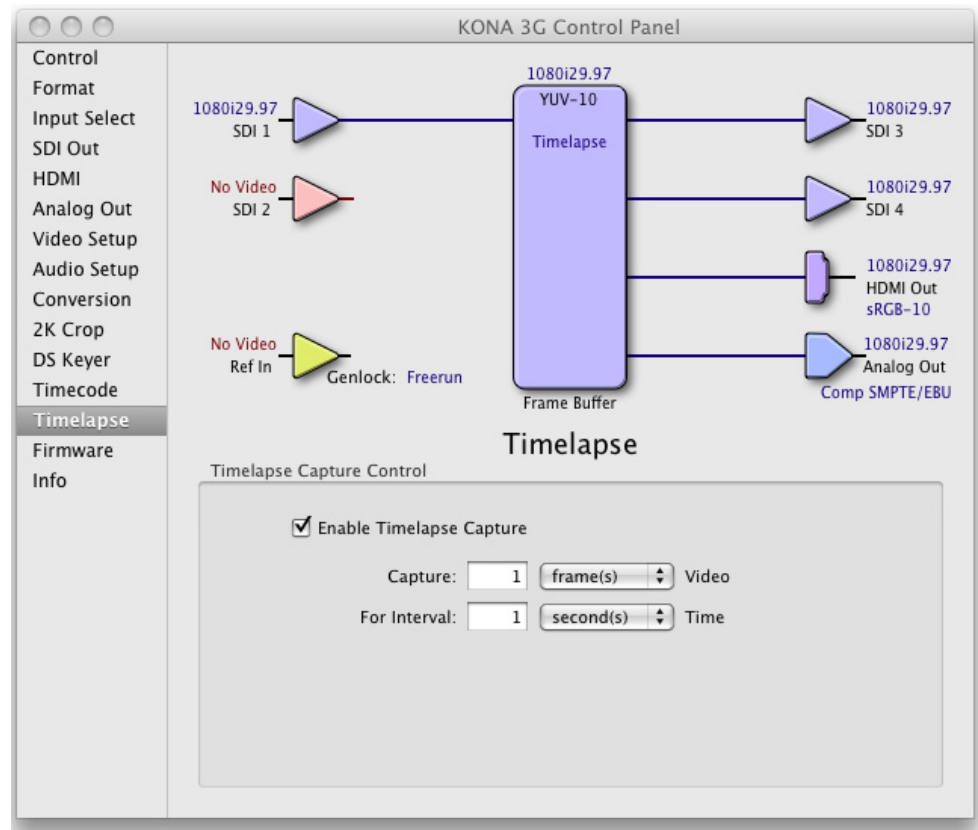 KONA 3G Control Panel
Control
Format
Input Select
SDI Out
HDMI
Analog Out
Video Setup
Audio Setup
Conversion
2K Crop
DS Keyer
Timecode
Timelapse
Firmware
Info
1080i29.97
SDI 1
No Video
SDI 2
No Video
Ref In
Genlock: Freerun
1080i29.97
YUV-10
Timelapse
Frame Buffer
1080i29.97
SDI 3
1080i29.97
SDI 4
1080i29.97
HDMI Out
sRGB-10
1080i29.97
Analog Out
Comp SMPTE/EBU
Timelapse
Timelapse Capture Control
Enable Timelapse Capture
Capture: 1 frame(s) Video
For Interval: 1 second(s) Time